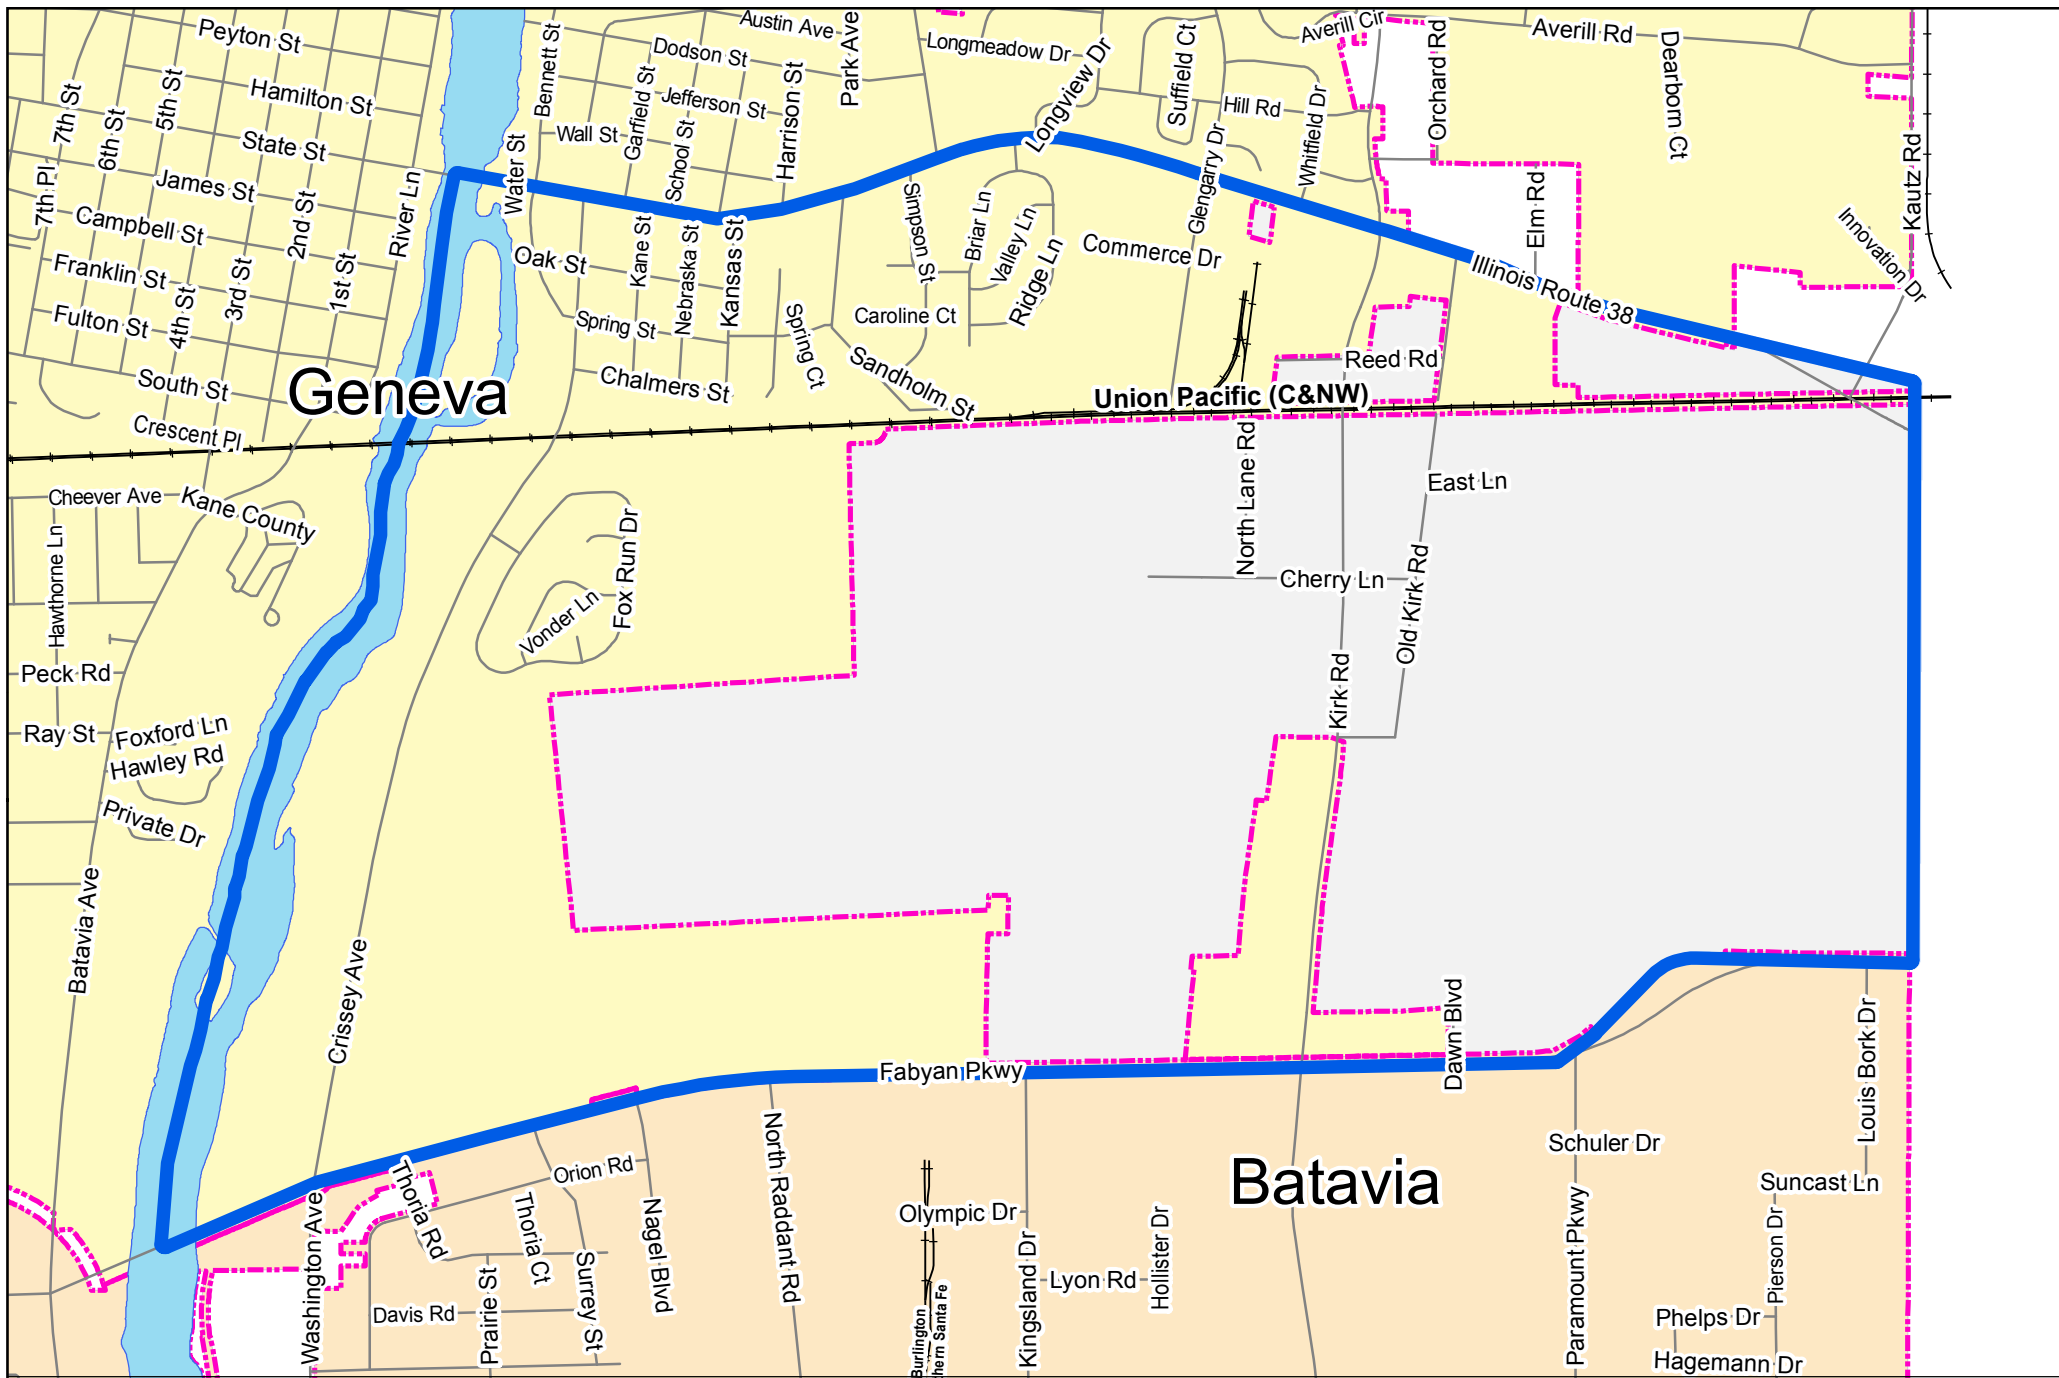 Peyton St
Austin Ave
Park Ave
Bennett St
Dodson St
Longmeadow Dr
Longview Dr
Suffield Ct
Averill Cir
Orchard Rd
Averill Rd
Dearborn Ct
7th St
6th St
5th St
Hamilton St
Garfield St
Jefferson St
Harrison St
Hill Rd
Whitfield Dr
Wall St
School St
State St
Water St
Kautz Rd
7th Pl
James St
2nd St
River Ln
Campbell St
Simpson St
Briar Ln
Valley Ln
Ridge Ln
Glengarry Dr
Commerce Dr
Elm Rd
Innovation Dr
Oak St
Kane St
Nebraska St
Kansas St
Franklin St
3rd St
1st St
Illinois Route 38
Fulton St
4th St
Spring St
Spring Ct
Caroline Ct
Sandholm St
Reed Rd
South St
Geneva
Chalmers St
Union Pacific (C&NW)
Crescent Pl
North Lane Rd
East Ln
Cheever Ave
Kane County
Hawthorne Ln
Fox Run Dr
Vonder Ln
Cherry Ln
Old Kirk Rd
Kirk Rd
Peck Rd
Ray St
Foxford Ln
Hawley Rd
Private Dr
Batavia Ave
Crissey Ave
Dawn Blvd
Louis Bork Dr
Fabyan Pkwy
Schuler Dr
Batavia
Suncast Ln
Washington Ave
Thoria Rd
Orion Rd
Thoria Ct
Surrey St
Nagel Blvd
North Raddant Rd
Olympic Dr
Kingsland Dr
Lyon Rd
Hollister Dr
Paramount Pkwy
Pierson Dr
Prairie St
Davis Rd
Burlington
hern Santa Fe
Phelps Dr
Hagemann Dr